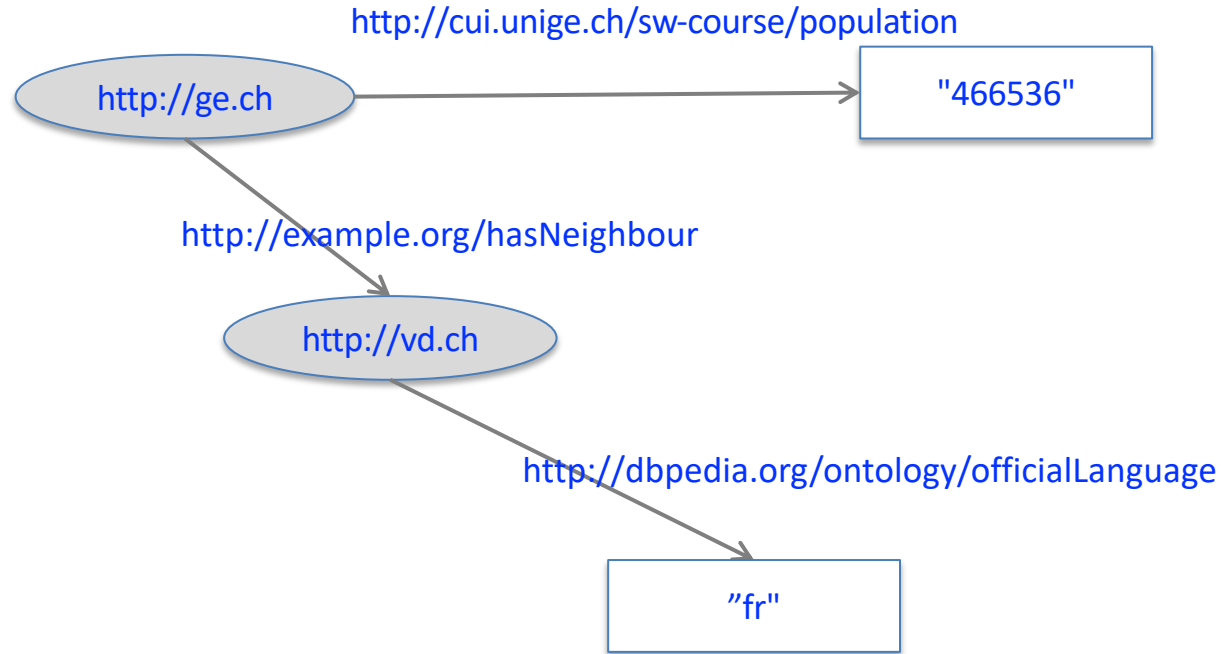 http://cui.unige.ch/sw-course/population
http://ge.ch
"466536"
http://example.org/hasNeighbour
http://vd.ch
http://dbpedia.org/ontology/officialLanguage
”fr"